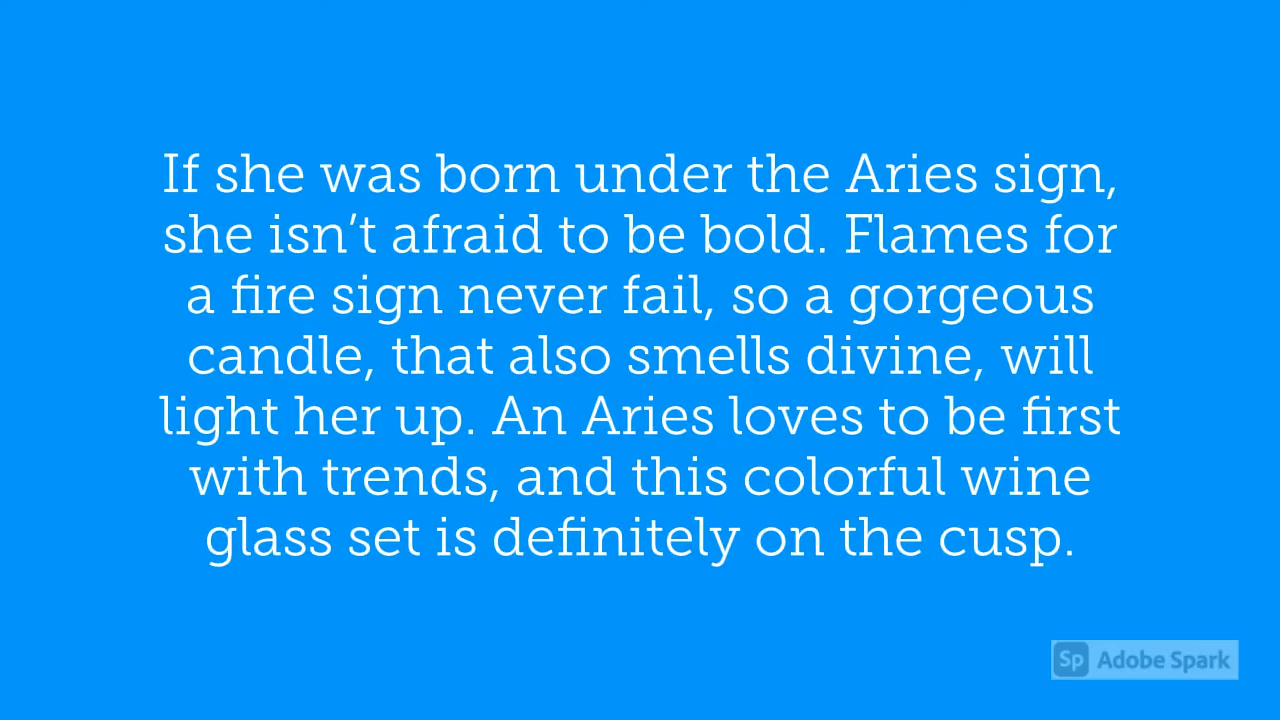 If she was born under the Aries sign,
she isn’t afraid to be bold. Flames for
a fire sign never fail, so a gorgeous
candle, that also smells divine, will
light her up. An Aries loves to be first
with trends, and this colorful wine
glass set is definitely on the cusp.
Sp Adobe Spark